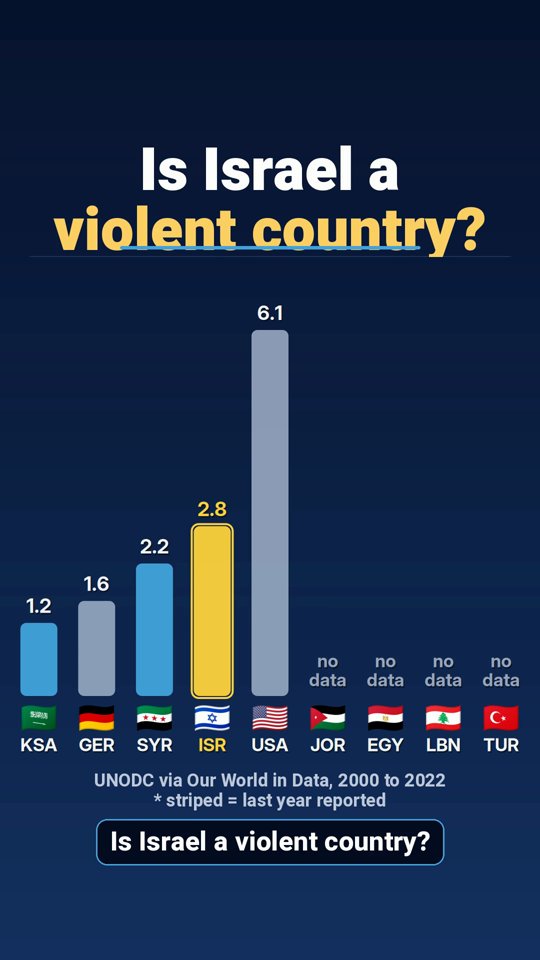 Is Israel a
violent country?
6.1
2.8
2.2
1.6
1.2
no data
no data
no data
no data
KSA GER SYR ISR USA JOR EGY LBN TUR
UNODC via Our World in Data, 2000 to 2022
* striped = last year reported
Is Israel a violent country?